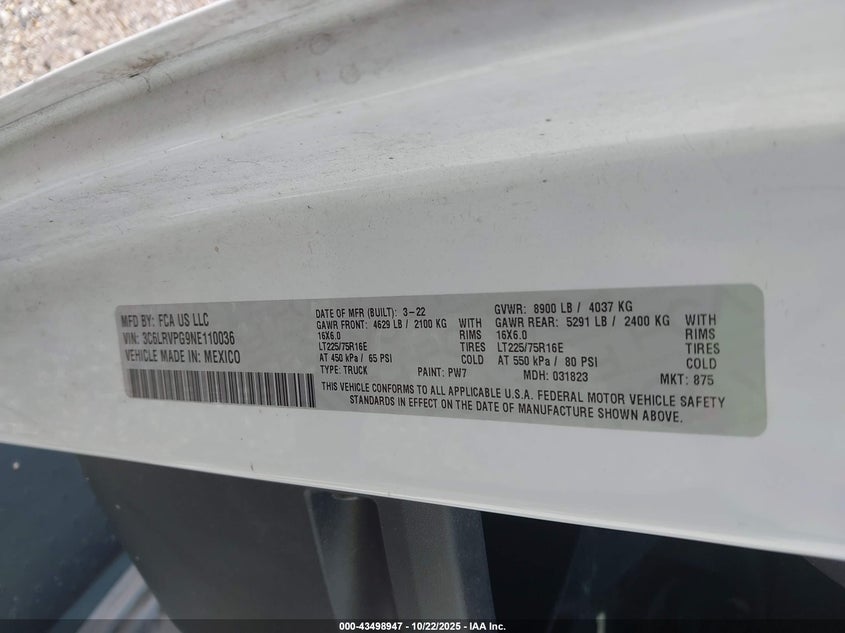 MFD BY: FCA US LLC
VIN: 3C6LRVPG9NE110036
VEHICLE MADE IN: MEXICO
DATE OF MFR (BUILT): 3-22 GVWR: 8900 LB / 4037 KG
GAWR FRONT: 4629 LB / 2100 KG WITH GAWR REAR: 5291 LB / 2400 KG WITH
16X6.0 RIMS 16X6.0 RIMS
LT225/75R16E TIRES LT225/75R16E TIRES
AT 450 kPa / 65 PSI COLD AT 550 kPa / 80 PSI COLD
TYPE: TRUCK PAINT: PW7 MDH: 031823 MKT: 875
THIS VEHICLE CONFORMS TO ALL APPLICABLE U.S.A. FEDERAL MOTOR VEHICLE SAFETY
STANDARDS IN EFFECT ON THE DATE OF MANUFACTURE SHOWN ABOVE.
000-43498947 - 10/22/2025 - IAA Inc.